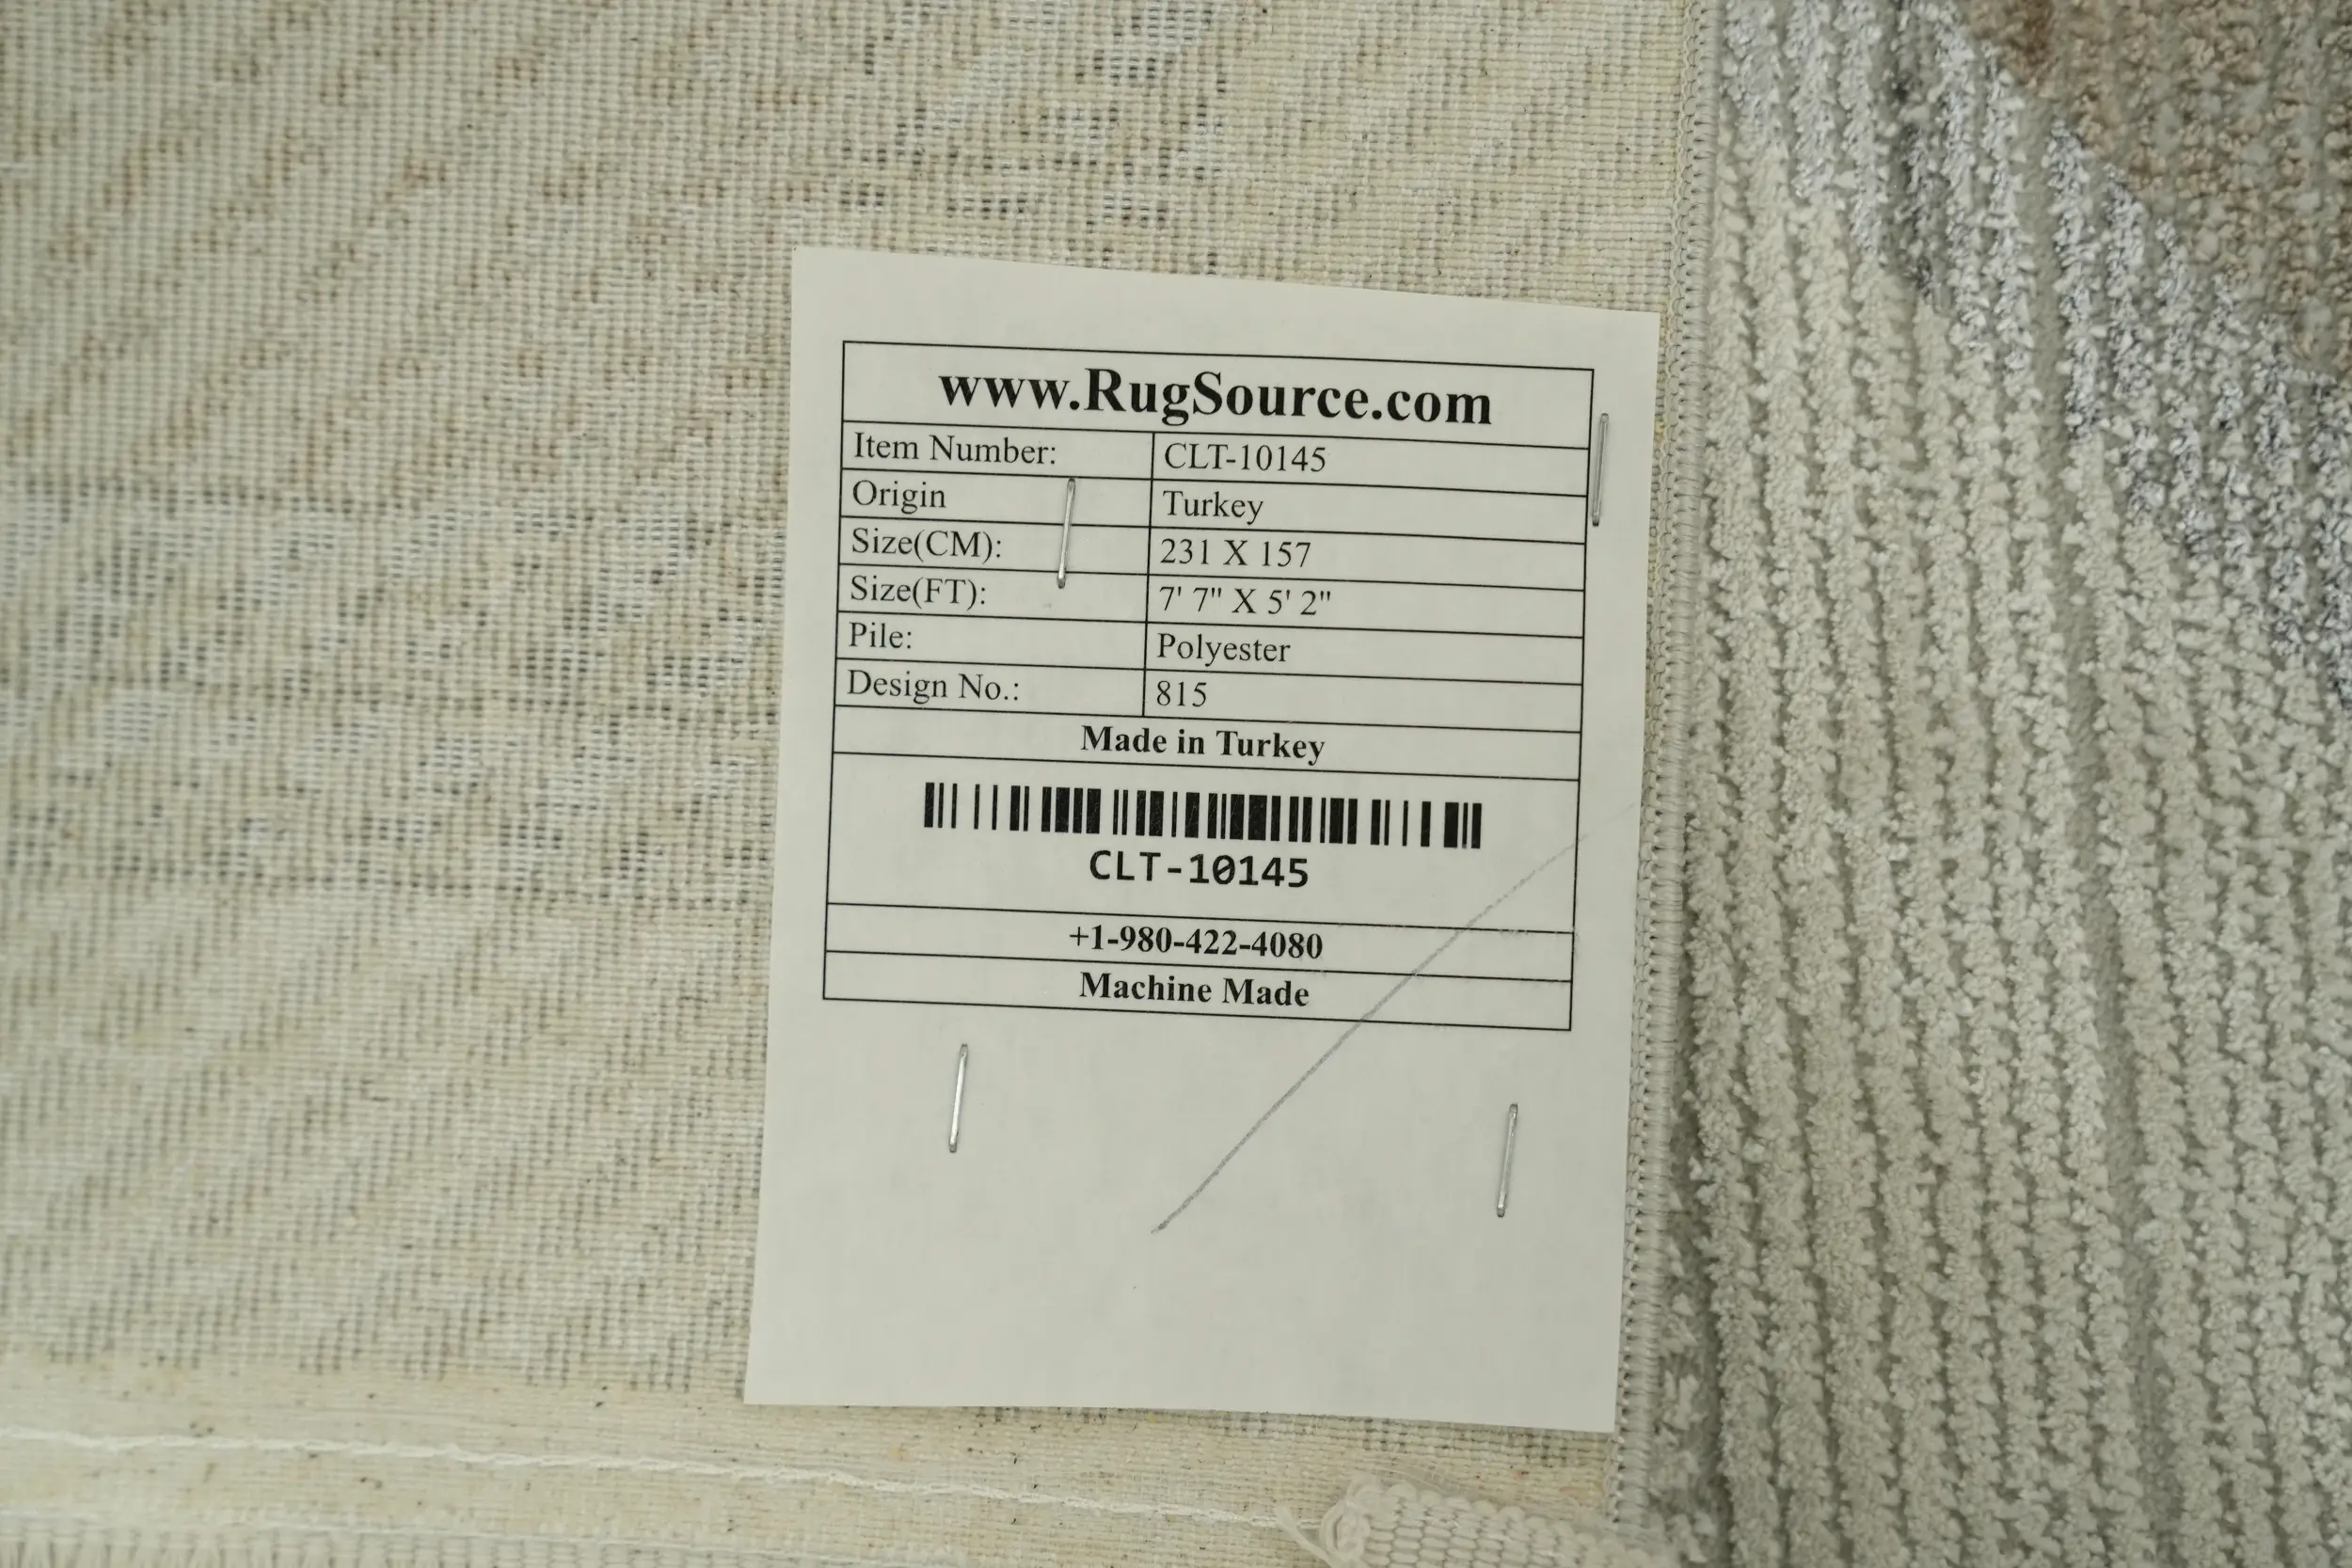 www.RugSource.com
Item Number: CLT-10145
Origin Turkey
Size(CM): 231 X 157
Size(FT): 7' 7" X 5' 2"
Pile: Polyester
Design No.: 815
Made in Turkey
CLT-10145
+1-980-422-4080
Machine Made